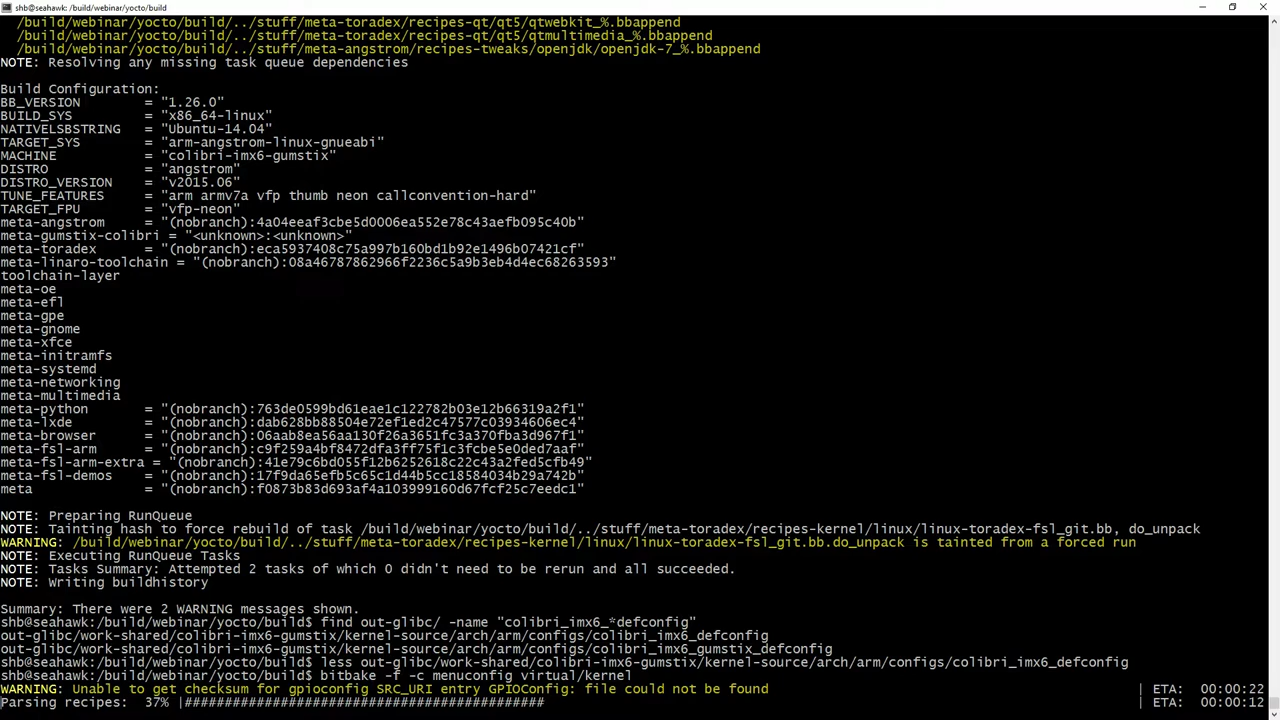 shb@seahawk: /build/webinar/yocto/build
/build/webinar/yocto/build/../stuff/meta-toradex/recipes-qt/qt5/qtwebkit_%.bbappend
/build/webinar/yocto/build/../stuff/meta-toradex/recipes-qt/qt5/qtmultimedia_%.bbappend
/build/webinar/yocto/build/../stuff/meta-angstrom/recipes-tweaks/openjdk/openjdk-7_%.bbappend
NOTE: Resolving any missing task queue dependencies
Build Configuration:
BB_VERSION = "1.26.0"
BUILD_SYS = "x86_64-linux"
NATIVELSBSTRING = "Ubuntu-14.04"
TARGET_SYS = "arm-angstrom-linux-gnueabi"
MACHINE = "colibri-imx6-gumstix"
DISTRO = "angstrom"
DISTRO_VERSION = "v2015.06"
TUNE_FEATURES = "arm armv7a vfp thumb neon callconvention-hard"
TARGET_FPU = "vfp-neon"
meta-angstrom = "(nobranch):4a04eeaf3cbe5d0006ea552e78c43aefb095c40b"
meta-gumstix-colibri = "<unknown>:<unknown>"
meta-toradex = "(nobranch):eca5937408c75a997b160bd1b92e1496b07421cf"
meta-linaro-toolchain = "(nobranch):08a46787862966f2236c5a9b3eb4d4ec68263593"
toolchain-layer
meta-oe
meta-efl
meta-gpe
meta-gnome
meta-xfce
meta-initramfs
meta-systemd
meta-networking
meta-multimedia
meta-python = "(nobranch):763de0599bd61eae1c122782b03e12b66319a2f1"
meta-lxde = "(nobranch):dab628bb88504e72ef1ed2c47577c03934606ec4"
meta-browser = "(nobranch):06aab8ea56aa130f26a3651fc3a370fba3d967f1"
meta-fsl-arm = "(nobranch):c9f259a4bf8472dfa3ff75f1c3fcbe5e0ded7aaf"
meta-fsl-arm-extra = "(nobranch):41e79c6bd055f12b6252618c22c43a2fed5cfb49"
meta-fsl-demos = "(nobranch):17f9da65efb5c65c1d44b5cc18584034b29a742b"
meta = "(nobranch):f0873b83d693af4a103999160d67fcf25c7eedc1"
NOTE: Preparing RunQueue
NOTE: Tainting hash to force rebuild of task /build/webinar/yocto/build/../stuff/meta-toradex/recipes-kernel/linux/linux-toradex-fsl_git.bb, do_unpack
WARNING: /build/webinar/yocto/build/../stuff/meta-toradex/recipes-kernel/linux/linux-toradex-fsl_git.bb.do_unpack is tainted from a forced run
NOTE: Executing RunQueue Tasks
NOTE: Tasks Summary: Attempted 2 tasks of which 0 didn't need to be rerun and all succeeded.
NOTE: Writing buildhistory
Summary: There were 2 WARNING messages shown.
shb@seahawk:/build/webinar/yocto/build$ find out-glibc/ -name "colibri_imx6_*defconfig"
out-glibc/work-shared/colibri-imx6-gumstix/kernel-source/arch/arm/configs/colibri_imx6_defconfig
out-glibc/work-shared/colibri-imx6-gumstix/kernel-source/arch/arm/configs/colibri_imx6_gumstix_defconfig
shb@seahawk:/build/webinar/yocto/build$ less out-glibc/work-shared/colibri-imx6-gumstix/kernel-source/arch/arm/configs/colibri_imx6_defconfig
shb@seahawk:/build/webinar/yocto/build$ bitbake -f -c menuconfig virtual/kernel
WARNING: Unable to get checksum for gpioconfig SRC_URI entry GPIOConfig: file could not be found | ETA: 00:00:22
Parsing recipes: 37% |############################################# | ETA: 00:00:12